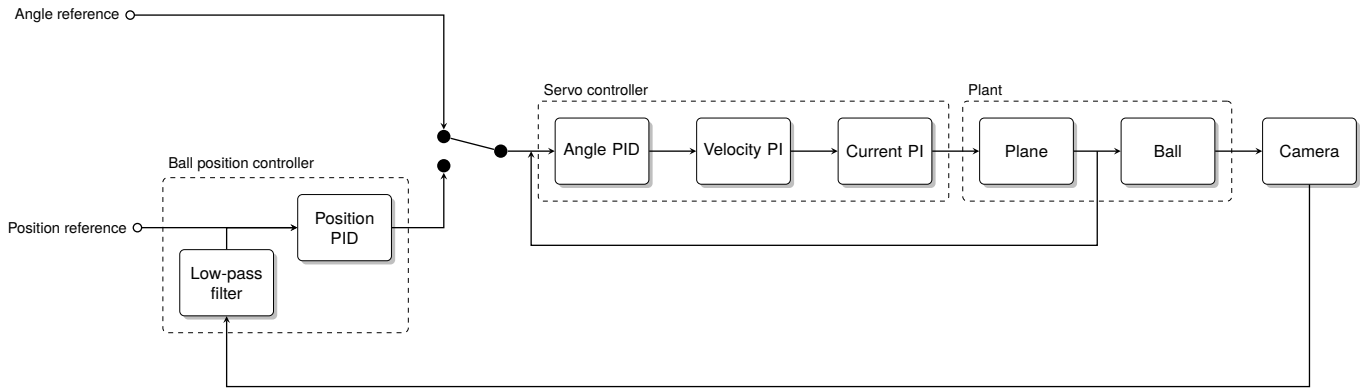 Angle reference
Servo controller
Plant
Angle PID
Velocity PI
Current PI
Plane
Ball
Camera
Ball position controller
Position reference
Position
PID
Low-pass
filter